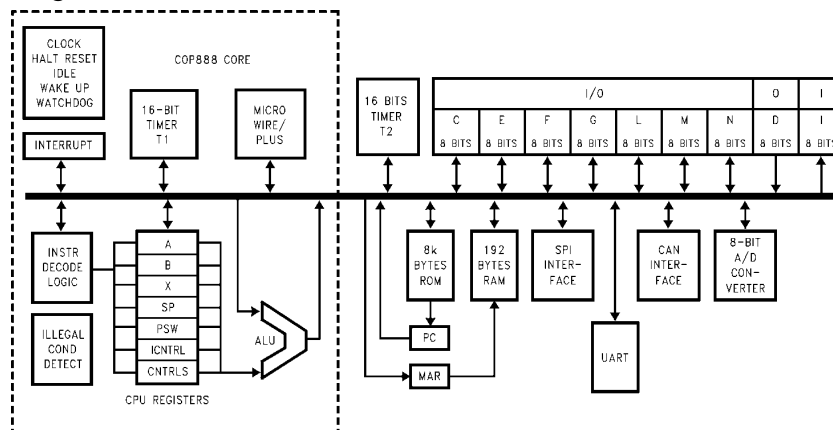 CLOCK
HALT RESET
IDLE
WAKE UP
WATCHDOG
COP888 CORE
INTERRUPT
16-BIT
TIMER
T1
MICRO
WIRE/
PLUS
16 BITS
TIMER
T2
I/O O I
C E F G L M N D I
8 BITS 8 BITS 8 BITS 8 BITS 8 BITS 8 BITS 8 BITS 8 BITS 8 BITS
INSTR
DECODE
LOGIC
ILLEGAL
COND
DETECT
A
B
X
SP
PSW
ICNTRL
CNTRLS
CPU REGISTERS
ALU
8k
BYTES
ROM
192
BYTES
RAM
SPI
INTER-
FACE
CAN
INTER-
FACE
8-BIT
A/D
CON-
VERTER
PC
MAR
UART